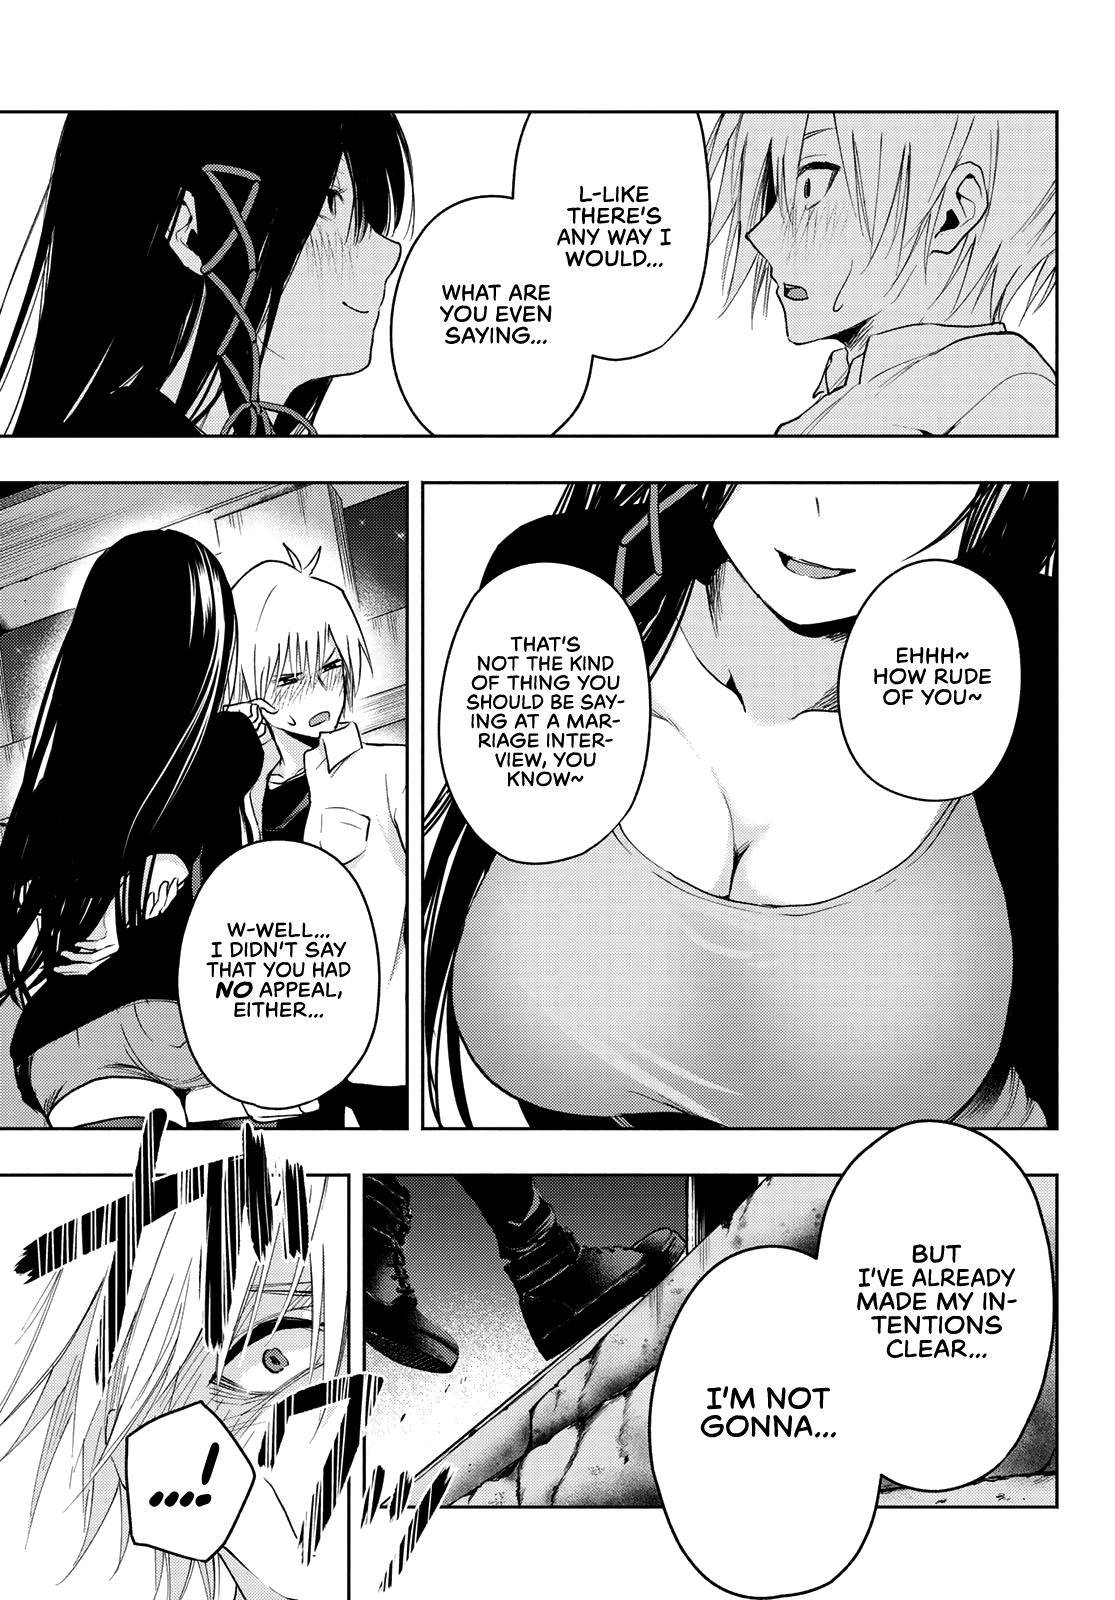 L-LIKE
THERE'S
ANY WAY I
WOULD...
WHAT ARE
YOU EVEN
SAYING...
EHHH~
HOW RUDE
OF YOU~
THAT'S
NOT THE KIND
OF THING YOU
SHOULD BE SAY-
ING AT A MAR-
RIAGE INTER-
VIEW, YOU
KNOW~
W-WELL...
I DIDN'T SAY
THAT YOU HAD
NO APPEAL,
EITHER...
BUT
I'VE ALREADY
MADE MY IN-
TENTIONS
CLEAR...
I'M NOT
GONNA...
....!